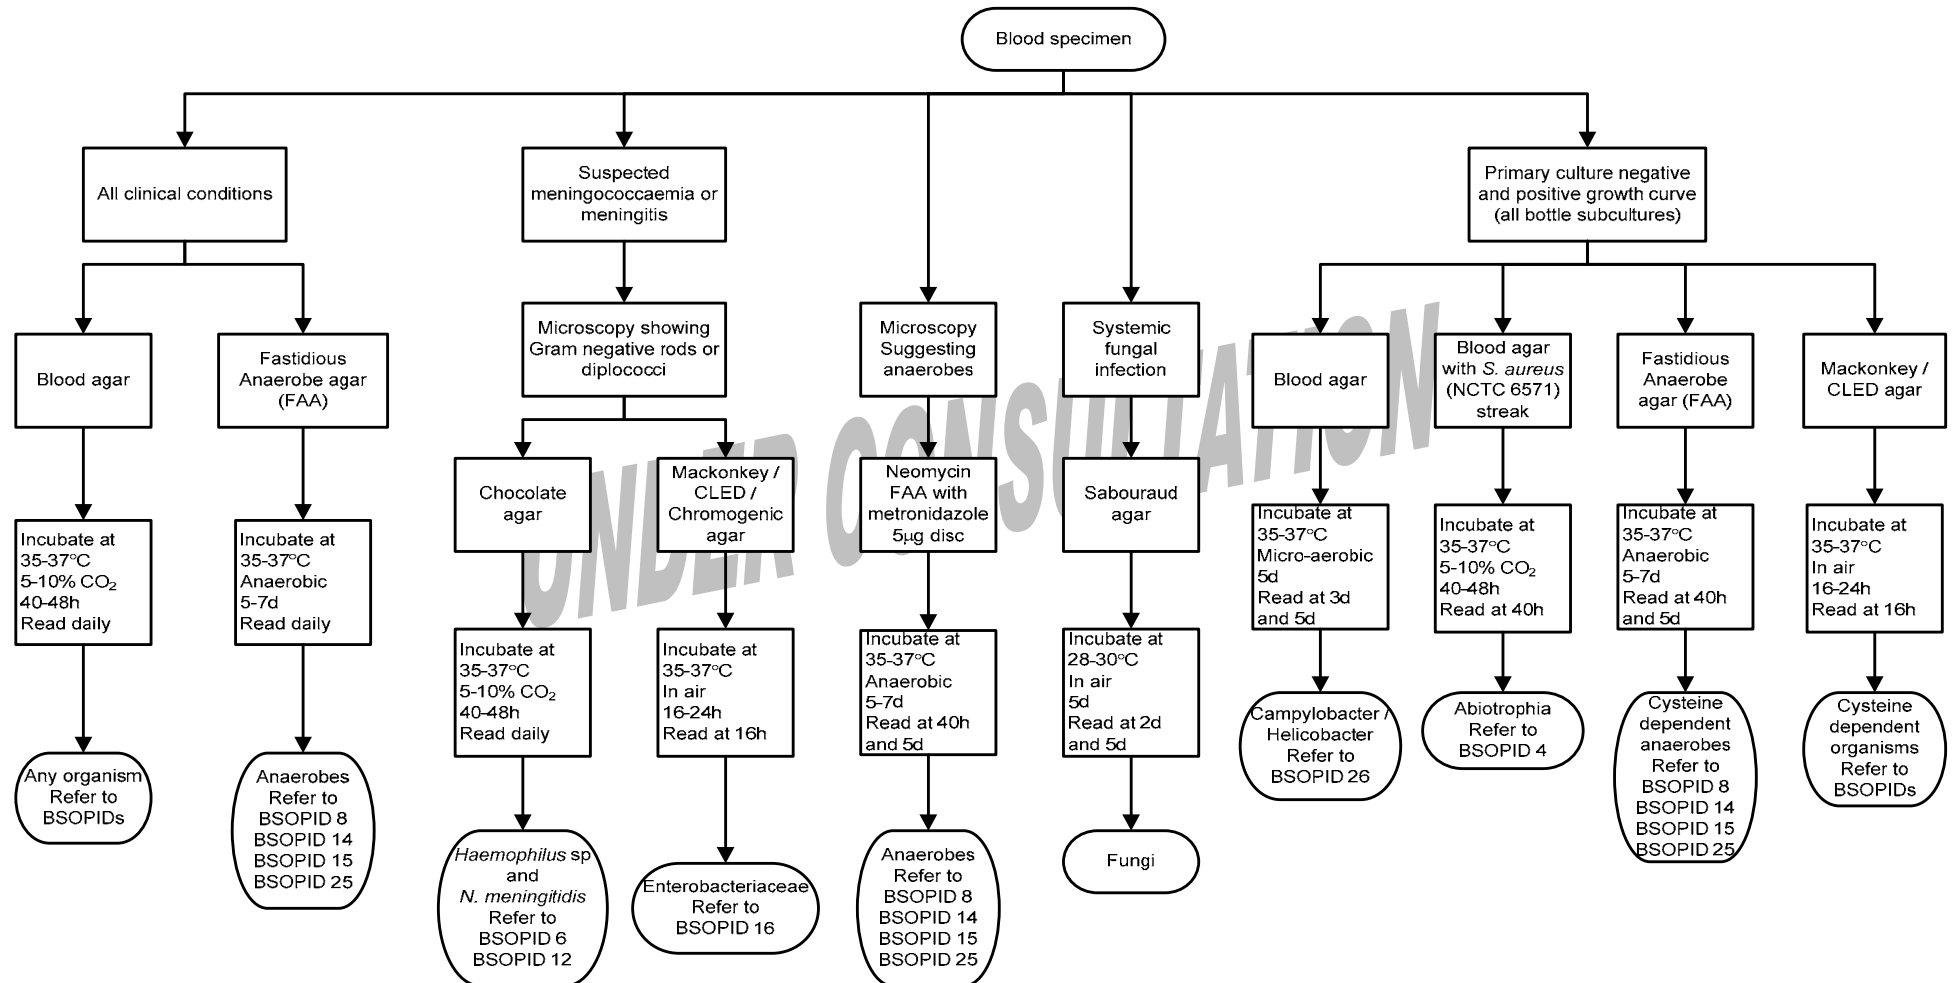 Blood specimen
All clinical conditions
Suspected
meningococcaemia or
meningitis
Primary culture negative
and positive growth curve
(all bottle subcultures)
Blood agar
Fastidious
Anaerobe agar
(FAA)
Microscopy showing
Gram negative rods or
diplococci
Microscopy
Suggesting
anaerobes
Systemic
fungal
infection
Blood agar
Blood agar
with S. aureus
(NCTC 6571)
streak
Fastidious
Anaerobe
agar (FAA)
Mackonkey /
CLED agar
Chocolate
agar
Mackonkey /
CLED /
Chromogenic
agar
Neomycin
FAA with
metronidazole
5µg disc
Sabouraud
agar
UNDER CONSULTATION
Incubate at
35-37°C
5-10% CO₂
40-48h
Read daily
Incubate at
35-37°C
Anaerobic
5-7d
Read daily
Incubate at
35-37°C
5-10% CO₂
40-48h
Read daily
Incubate at
35-37°C
In air
16-24h
Read at 16h
Incubate at
35-37°C
Anaerobic
5-7d
Read at 40h
and 5d
Incubate at
28-30°C
In air
5d
Read at 2d
and 5d
Incubate at
35-37°C
Micro-aerobic
5d
Read at 3d
and 5d
Incubate at
35-37°C
5-10% CO₂
40-48h
Read at 40h
Incubate at
35-37°C
Anaerobic
5-7d
Read at 40h
and 5d
Incubate at
35-37°C
In air
16-24h
Read at 16h
Any organism
Refer to
BSOPIDs
Anaerobes
Refer to
BSOPID 8
BSOPID 14
BSOPID 15
BSOPID 25
Haemophilus sp
and
N. meningitidis
Refer to
BSOPID 6
BSOPID 12
Enterobacteriaceae
Refer to
BSOPID 16
Anaerobes
Refer to
BSOPID 8
BSOPID 14
BSOPID 15
BSOPID 25
Fungi
Campylobacter /
Helicobacter
Refer to
BSOPID 26
Abiotrophia
Refer to
BSOPID 4
Cysteine
dependent
anaerobes
Refer to
BSOPID 8
BSOPID 14
BSOPID 15
BSOPID 25
Cysteine
dependent
organisms
Refer to
BSOPIDs